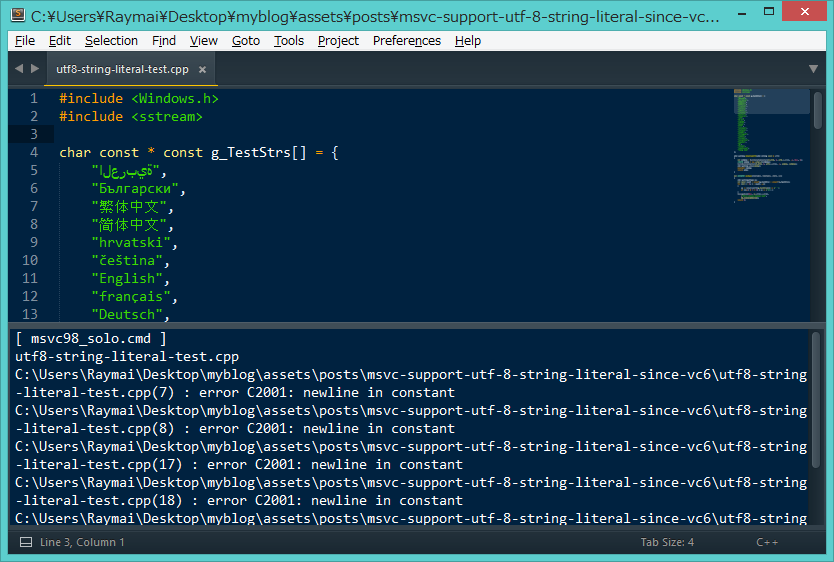 C:¥Users¥Raymai¥Desktop¥myblog¥assets¥posts¥msvc-support-utf-8-string-literal-since-vc...
File Edit Selection Find View Goto Tools Project Preferences Help
utf8-string-literal-test.cpp ×
1 #include <Windows.h>
2 #include <sstream>
3
4 char const * const g_TestStrs[] = {
5 "العربية",
6 "Български",
7 "繁体中文",
8 "简体中文",
9 "hrvatski",
10 "čeština",
11 "English",
12 "français",
13 "Deutsch",
[ msvc98_solo.cmd ]
utf8-string-literal-test.cpp
C:\Users\Raymai\Desktop\myblog\assets\posts\msvc-support-utf-8-string-literal-since-vc6\utf8-string
-literal-test.cpp(7) : error C2001: newline in constant
C:\Users\Raymai\Desktop\myblog\assets\posts\msvc-support-utf-8-string-literal-since-vc6\utf8-string
-literal-test.cpp(8) : error C2001: newline in constant
C:\Users\Raymai\Desktop\myblog\assets\posts\msvc-support-utf-8-string-literal-since-vc6\utf8-string
-literal-test.cpp(17) : error C2001: newline in constant
C:\Users\Raymai\Desktop\myblog\assets\posts\msvc-support-utf-8-string-literal-since-vc6\utf8-string
-literal-test.cpp(18) : error C2001: newline in constant
C:\Users\Raymai\Desktop\myblog\assets\posts\msvc-support-utf-8-string-literal-since-vc6\utf8-string
Line 3, Column 1 Tab Size: 4 C++